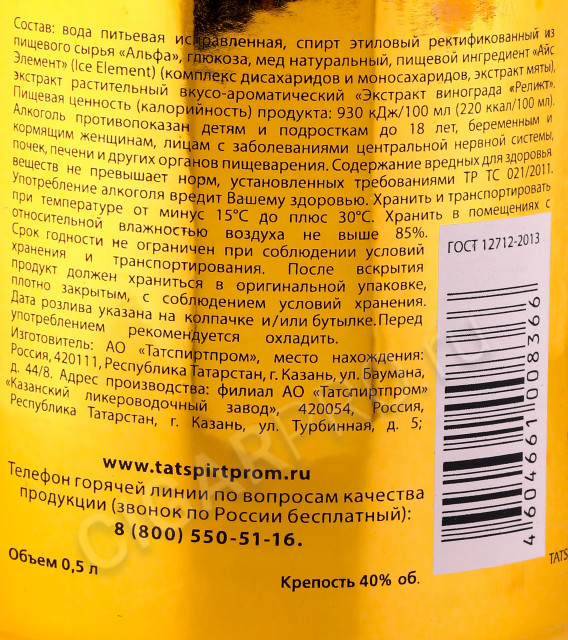 Состав: вода питьевая исправленная, спирт этиловый ректификованный из
пищевого сырья «Альфа», глюкоза, мед натуральный, пищевой ингредиент «Айс
Элемент» (Ice Element) (комплекс дисахаридов и моносахаридов, экстракт мяты),
экстракт растительный вкусо-ароматический «Экстракт винограда «Реликт».
Пищевая ценность (калорийность) продукта: 930 кДж/100 мл (220 ккал/100 мл).
Алкоголь противопоказан детям и подросткам до 18 лет, беременным и
кормящим женщинам, лицам с заболеваниями центральной нервной системы,
почек, печени и других органов пищеварения. Содержание вредных для здоровья
веществ не превышает норм, установленных требованиями ТР ТС 021/2011.
Употребление алкоголя вредит Вашему здоровью. Хранить и транспортировать
при температуре от минус 15°С до плюс 30°С. Хранить в помещениях с
относительной влажностью воздуха не выше 85%.
Срок годности не ограничен при соблюдении условий
хранения и транспортирования. После вскрытия
продукт должен храниться в оригинальной упаковке,
плотно закрытым, с соблюдением условий хранения.
Дата розлива указана на колпачке и/или бутылке. Перед
употреблением рекомендуется охладить.
Изготовитель: АО «Татспиртпром», место нахождения:
Россия, 420111, Республика Татарстан, г. Казань, ул. Баумана,
д. 44/8. Адрес производства: филиал АО «Татспиртпром»
«Казанский ликероводочный завод», 420054, Россия,
Республика Татарстан, г. Казань, ул. Турбинная, д. 5;
www.tatspirtprom.ru
Телефон горячей линии по вопросам качества
продукции (звонок по России бесплатный):
8 (800) 550-51-16.
Объем 0,5 л
Крепость 40% об.
ГОСТ 12712-2013
4 604661 008366